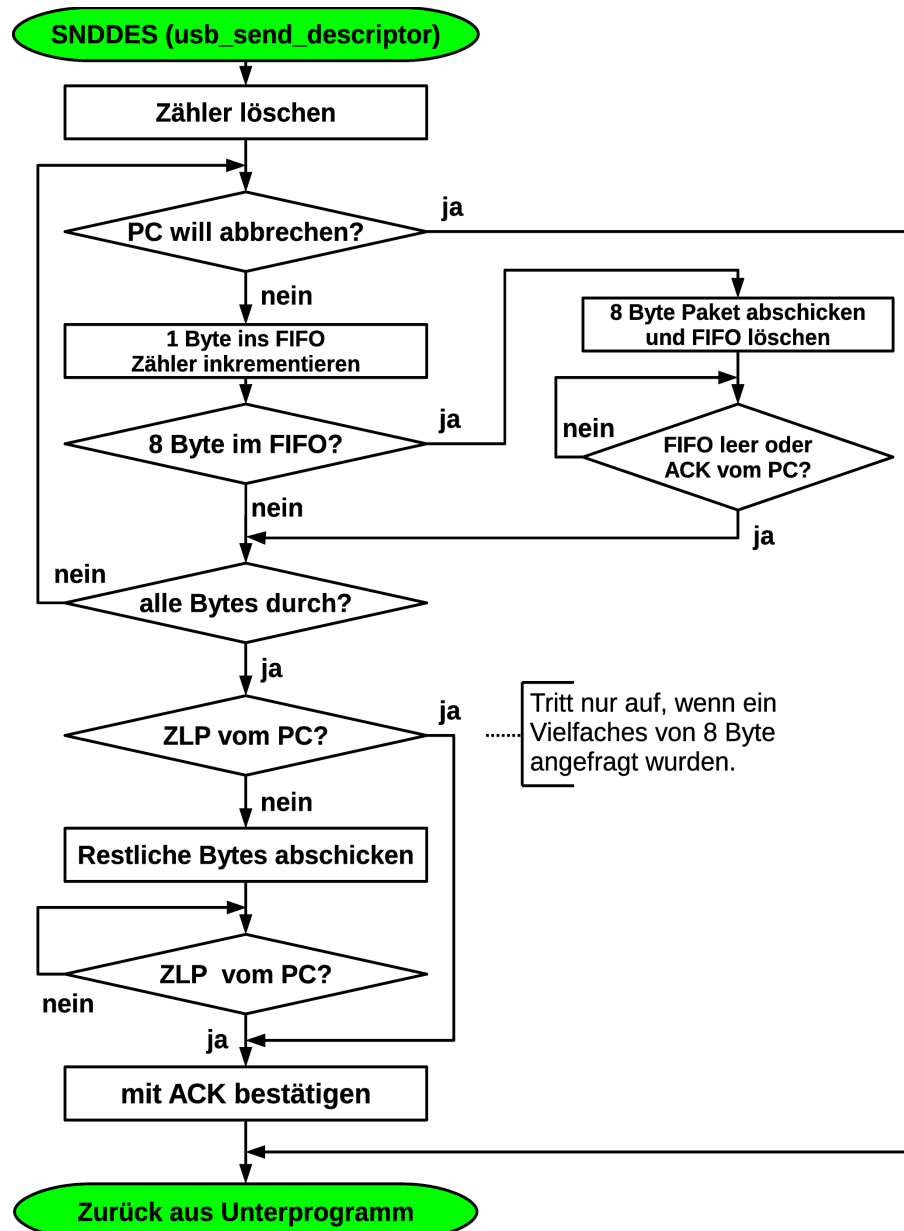 SNDDES (usb_send_descriptor)
Zähler löschen
PC will abbrechen?
ja
nein
1 Byte ins FIFO
Zähler inkrementieren
8 Byte im FIFO?
ja
8 Byte Paket abschicken
und FIFO löschen
nein
FIFO leer oder
ACK vom PC?
ja
nein
nein
alle Bytes durch?
ja
ZLP vom PC?
ja
Tritt nur auf, wenn ein
Vielfaches von 8 Byte
angefragt wurden.
nein
Restliche Bytes abschicken
ZLP  vom PC?
nein
ja
mit ACK bestätigen
Zurück aus Unterprogramm